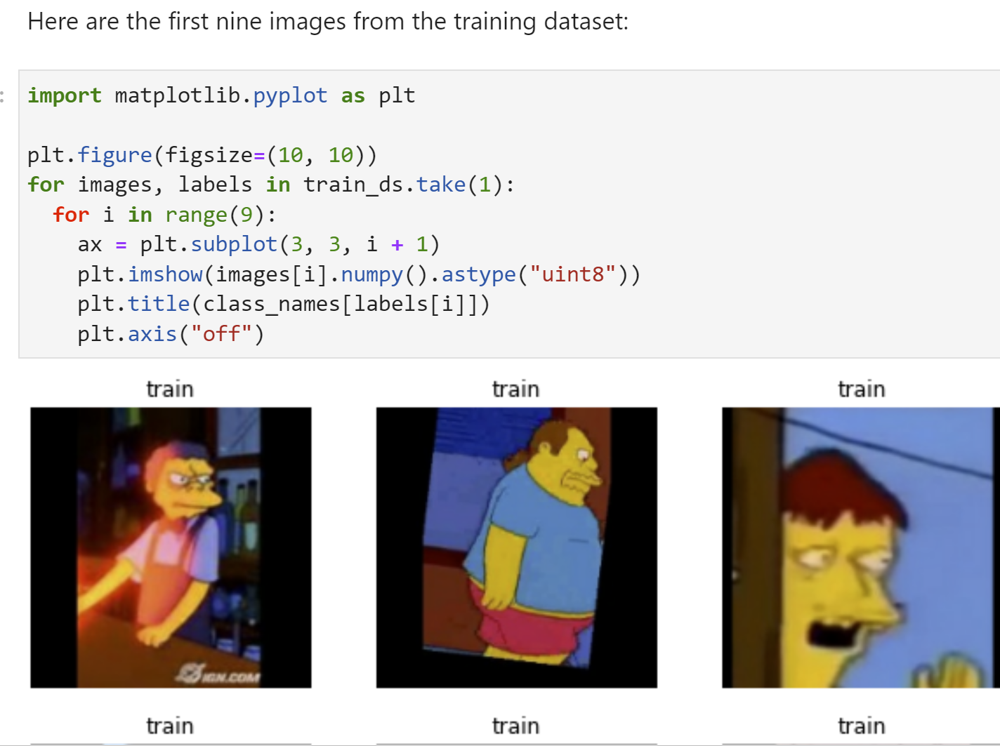 Here are the first nine images from the training dataset:
:
import matplotlib.pyplot as plt
plt.figure(figsize=(10, 10))
for images, labels in train_ds.take(1):
  for i in range(9):
    ax = plt.subplot(3, 3, i + 1)
    plt.imshow(images[i].numpy().astype("uint8"))
    plt.title(class_names[labels[i]])
    plt.axis("off")
train train train
IGN.COM
train train train